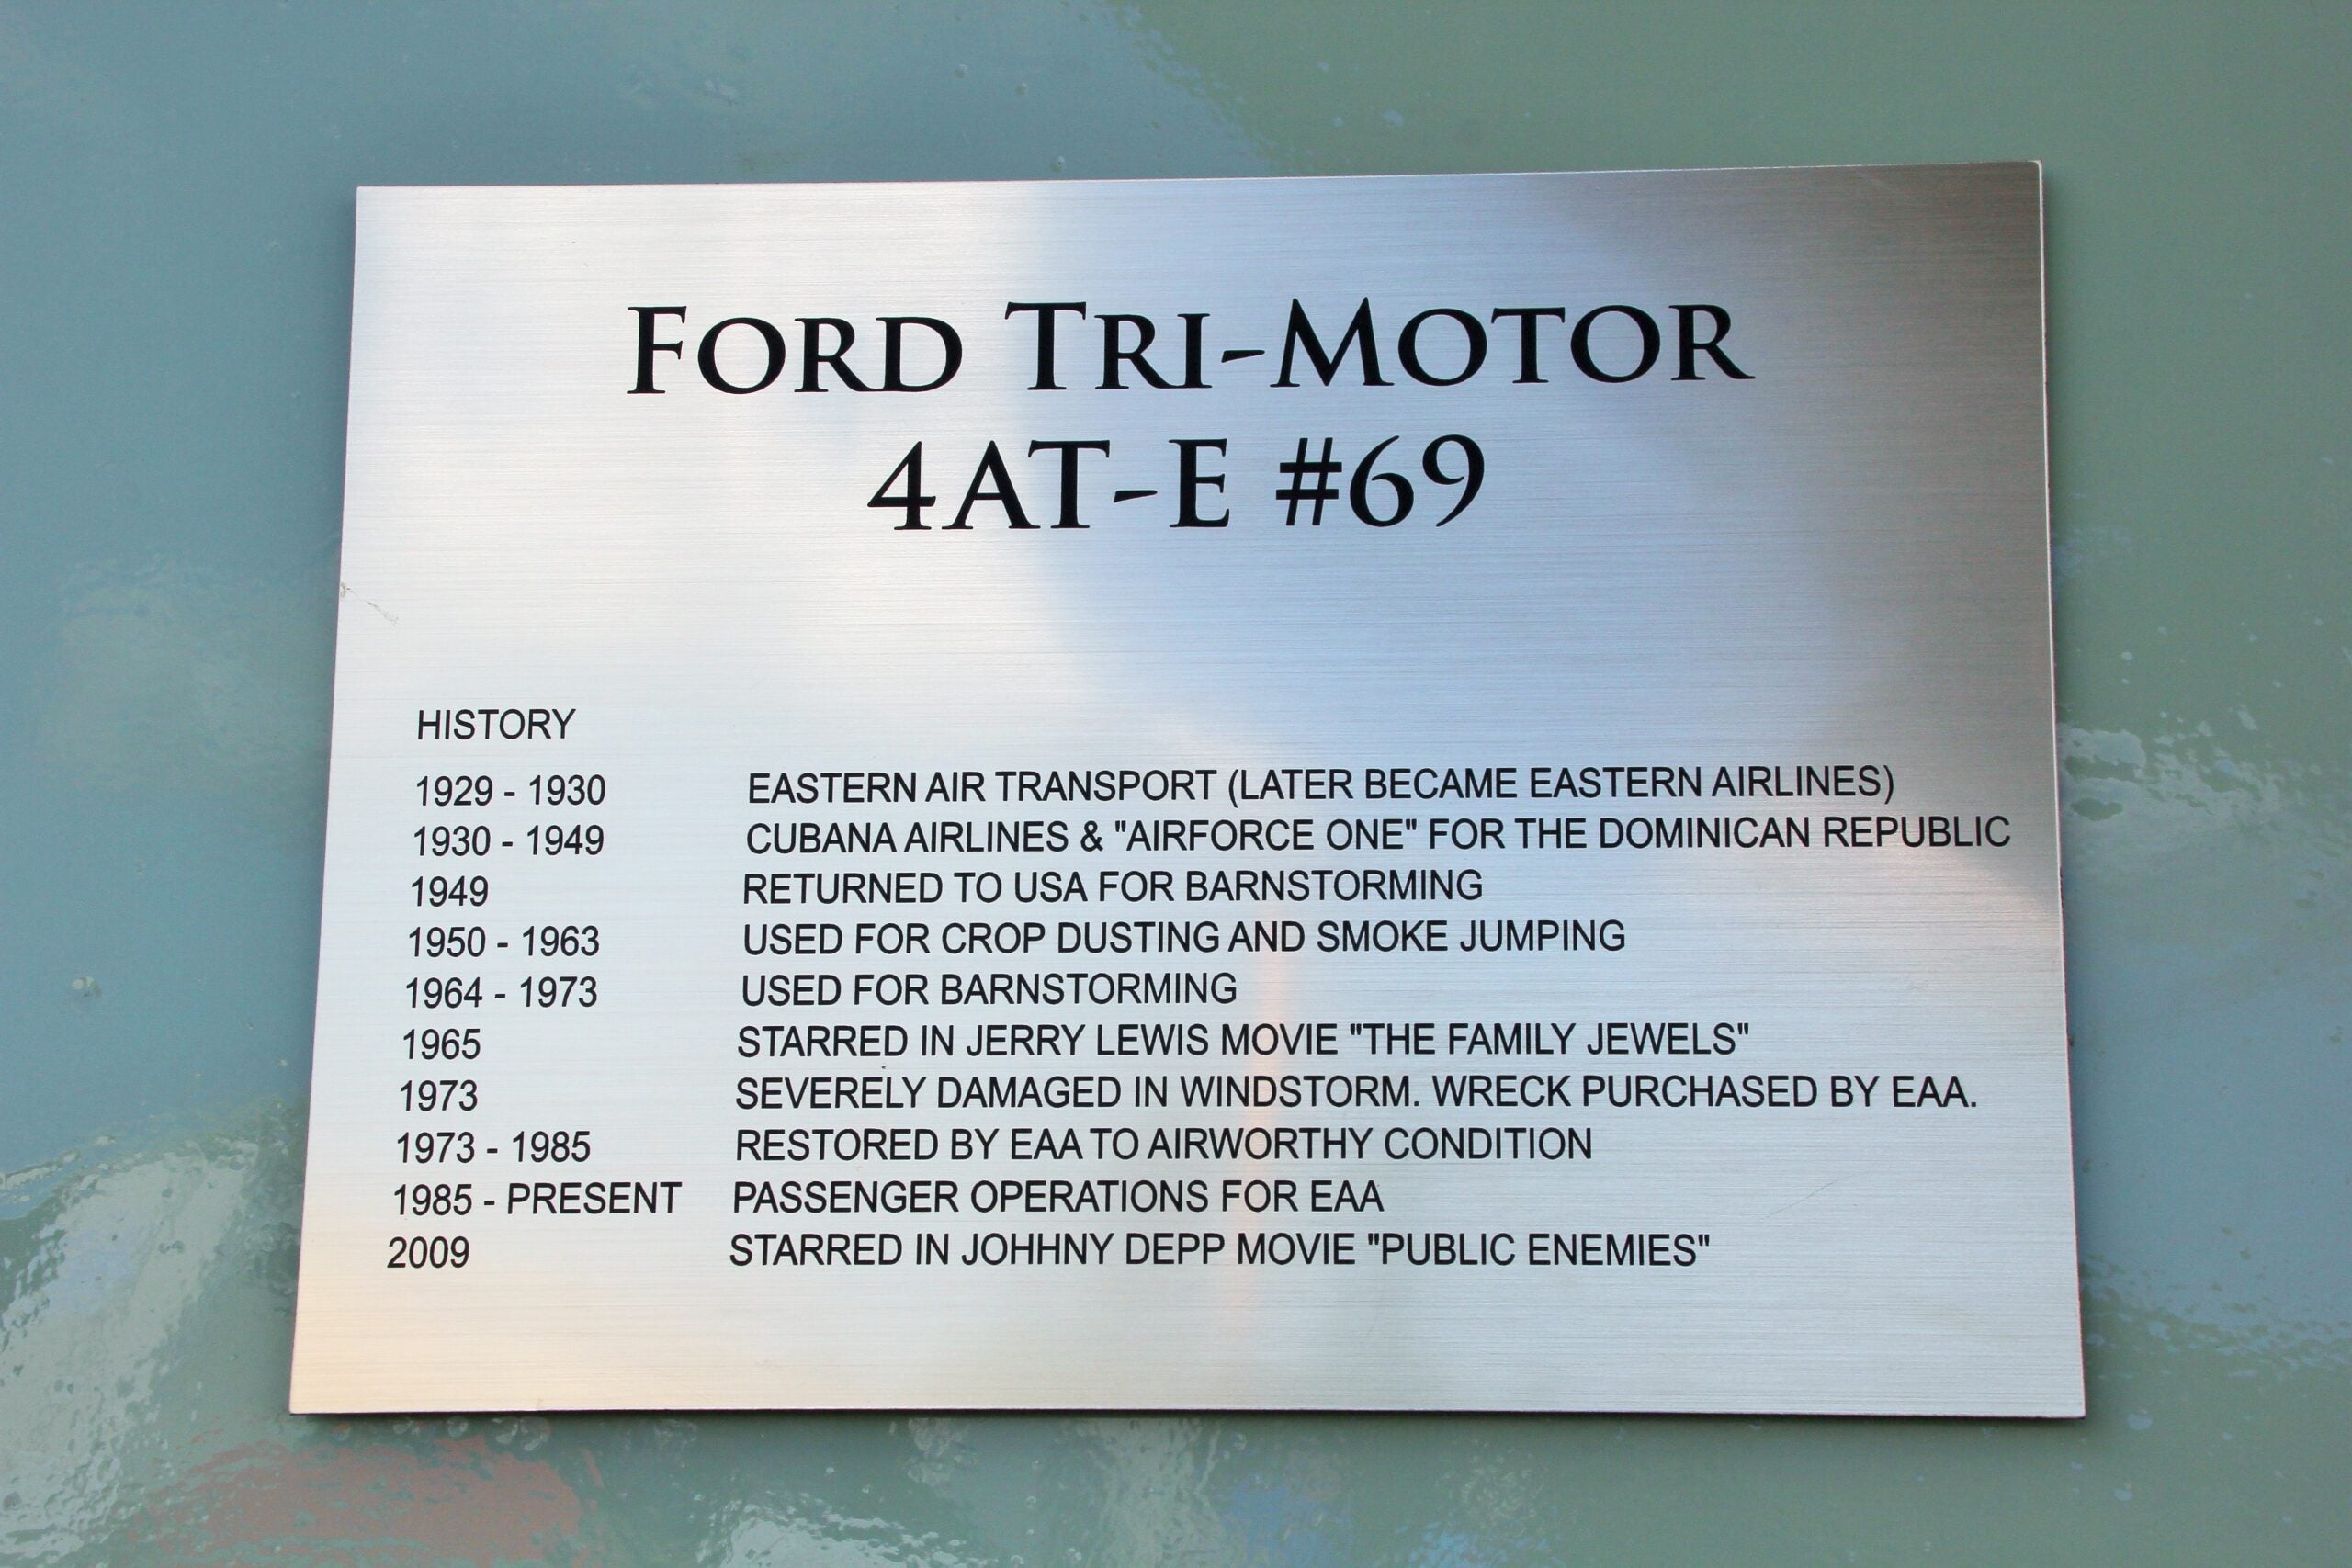 FORD TRI-MOTOR
4AT-E #69
HISTORY
1929 - 1930 EASTERN AIR TRANSPORT (LATER BECAME EASTERN AIRLINES)
1930 - 1949 CUBANA AIRLINES & "AIRFORCE ONE" FOR THE DOMINICAN REPUBLIC
1949 RETURNED TO USA FOR BARNSTORMING
1950 - 1963 USED FOR CROP DUSTING AND SMOKE JUMPING
1964 - 1973 USED FOR BARNSTORMING
1965 STARRED IN JERRY LEWIS MOVIE "THE FAMILY JEWELS"
1973 SEVERELY DAMAGED IN WINDSTORM. WRECK PURCHASED BY EAA.
1973 - 1985 RESTORED BY EAA TO AIRWORTHY CONDITION
1985 - PRESENT PASSENGER OPERATIONS FOR EAA
2009 STARRED IN JOHHNY DEPP MOVIE "PUBLIC ENEMIES"